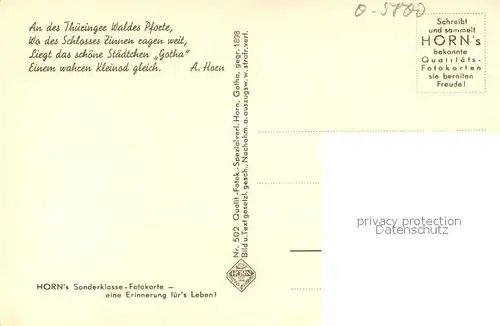 An des Thüringer Waldes Pforte,
Wo des Schlosses Zinnen ragen weit,
Liegt das schöne Städtchen „Gotha“
Einem wahren Kleinod gleich. A. Horn
O-5800
Schreibt
und sammelt
HORN's
bekannte
Qualitäts-
Fotokarten
sie bereiten
Freude!
Nr. 502 Qualit.-Fotok.-Spezialverl. Horn, Gotha, gegr. 1898
Bild u. Text gesetzl. gesch., Nachahm. a. auszugsw. w. strafr. verf.
HORN
privacy protection
AnsichtskartenVersand.com
HORN's Sonderklasse-Fotokarte —
eine Erinnerung für's Leben!